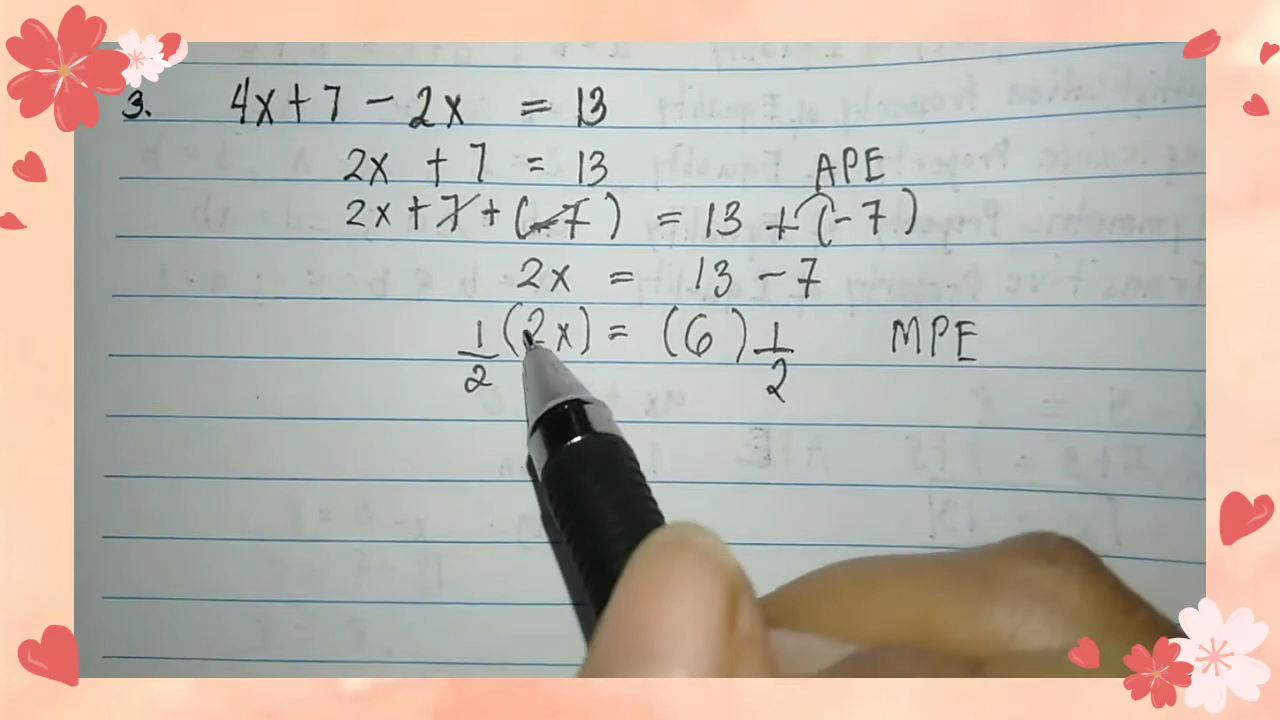 3. 4x + 7 - 2x = 13
2x + 7 = 13 APE
2x + 7 + (-7) = 13 + (-7)
2x = 13 - 7
1/2 (2x) = (6) 1/2 MPE